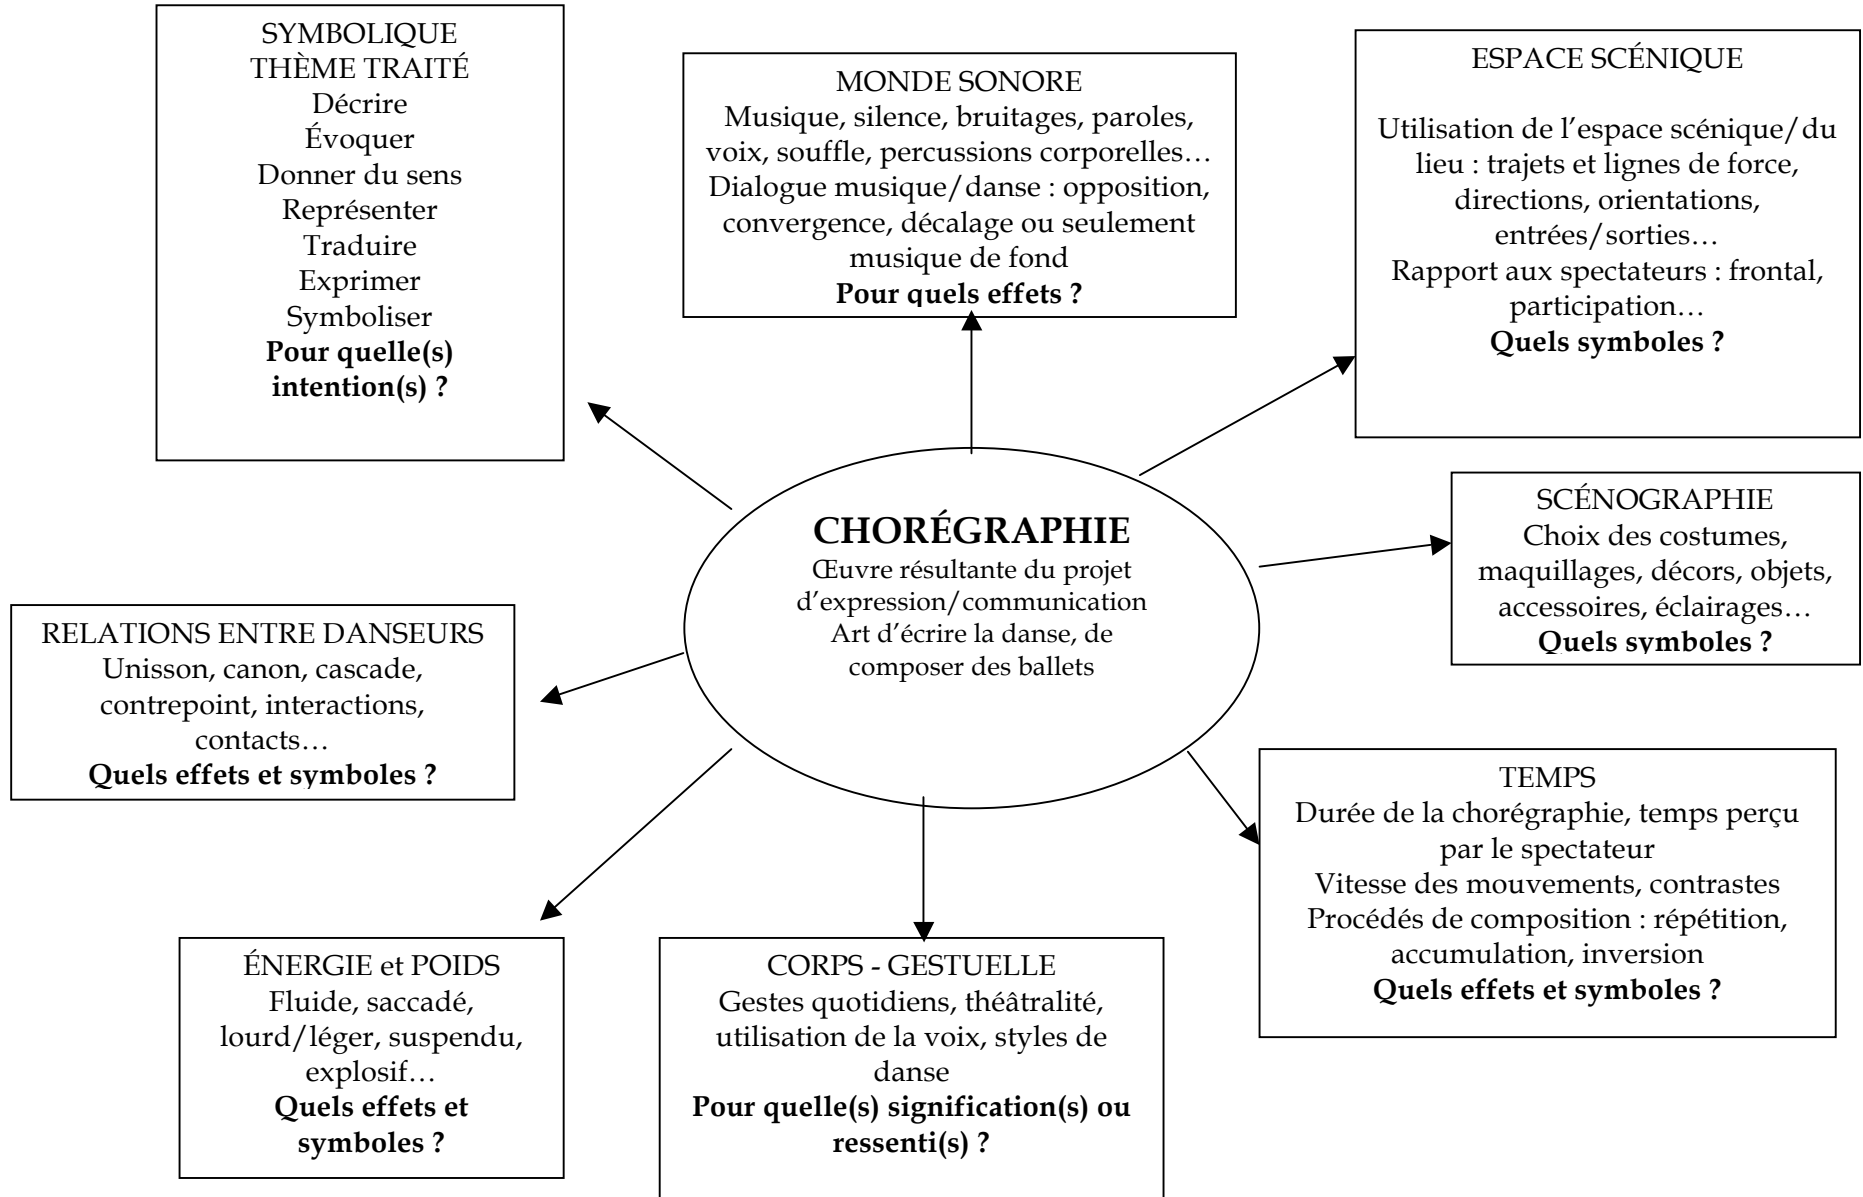 SYMBOLIQUE
THÈME TRAITÉ
Décrire
Évoquer
Donner du sens
Représenter
Traduire
Exprimer
Symboliser
Pour quelle(s)
intention(s) ?
MONDE SONORE
Musique, silence, bruitages, paroles,
voix, souffle, percussions corporelles…
Dialogue musique/danse : opposition,
convergence, décalage ou seulement
musique de fond
Pour quels effets ?
ESPACE SCÉNIQUE
Utilisation de l’espace scénique/du
lieu : trajets et lignes de force,
directions, orientations,
entrées/sorties…
Rapport aux spectateurs : frontal,
participation…
Quels symboles ?
CHORÉGRAPHIE
Œuvre résultante du projet
d’expression/communication
Art d’écrire la danse, de
composer des ballets
SCÉNOGRAPHIE
Choix des costumes,
maquillages, décors, objets,
accessoires, éclairages…
Quels symboles ?
RELATIONS ENTRE DANSEURS
Unisson, canon, cascade,
contrepoint, interactions,
contacts…
Quels effets et symboles ?
TEMPS
Durée de la chorégraphie, temps perçu
par le spectateur
Vitesse des mouvements, contrastes
Procédés de composition : répétition,
accumulation, inversion
Quels effets et symboles ?
ÉNERGIE et POIDS
Fluide, saccadé,
lourd/léger, suspendu,
explosif…
Quels effets et
symboles ?
CORPS - GESTUELLE
Gestes quotidiens, théâtralité,
utilisation de la voix, styles de
danse
Pour quelle(s) signification(s) ou
ressenti(s) ?